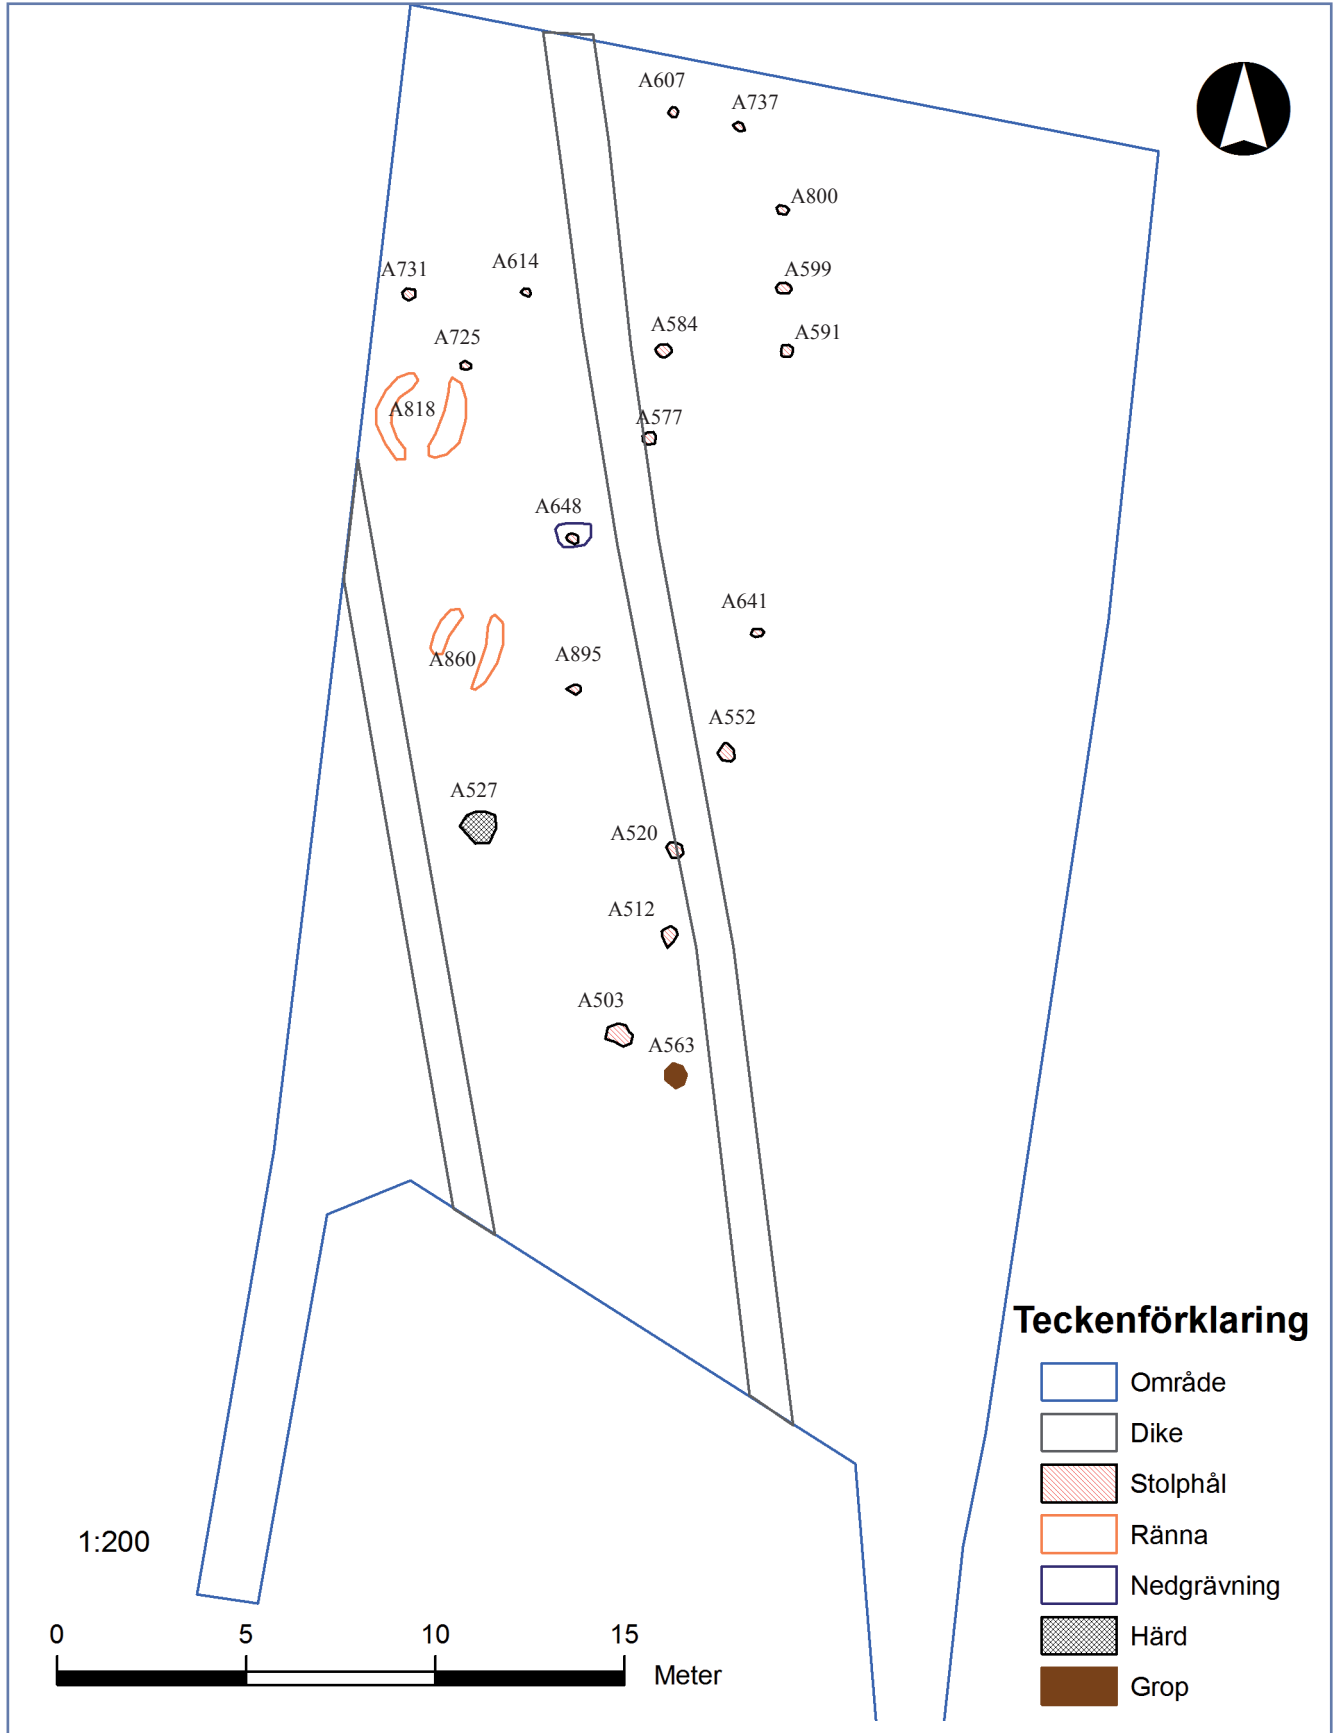 A607
A737
A800
A614
A731
A599
A584
A591
A725
A818
A577
A648
A641
A860
A895
A552
A527
A520
A512
A503
A563
Teckenförklaring
Område
Dike
Stolphål
Ränna
Nedgrävning
Härd
Grop
1:200
0 5 10 15
Meter